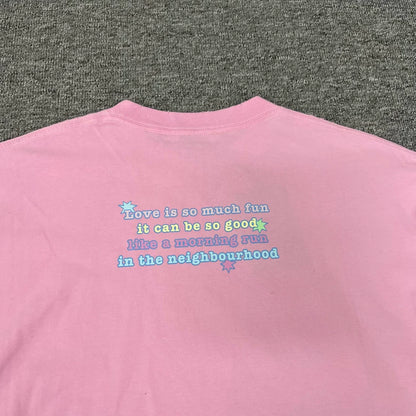 Love is so much fun
it can be so good
like a morning run
in the neighbourhood